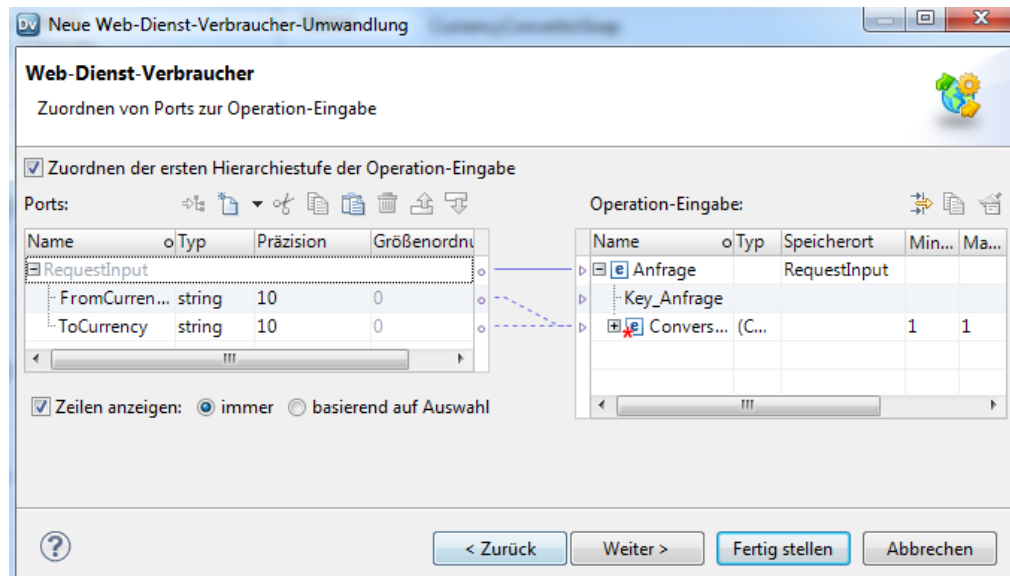 Neue Web-Dienst-Verbraucher-Umwandlung
Web-Dienst-Verbraucher
Zuordnen von Ports zur Operation-Eingabe
Zuordnen der ersten Hierarchiestufe der Operation-Eingabe
Ports: Operation-Eingabe:
Name Typ Präzision Größenordnu Name Typ Speicherort Min... Ma...
RequestInput Anfrage RequestInput
FromCurren... string 10 0 Key_Anfrage
ToCurrency string 10 0 Convers... (C... 1 1
Zeilen anzeigen: immer basierend auf Auswahl
< Zurück Weiter > Fertig stellen Abbrechen